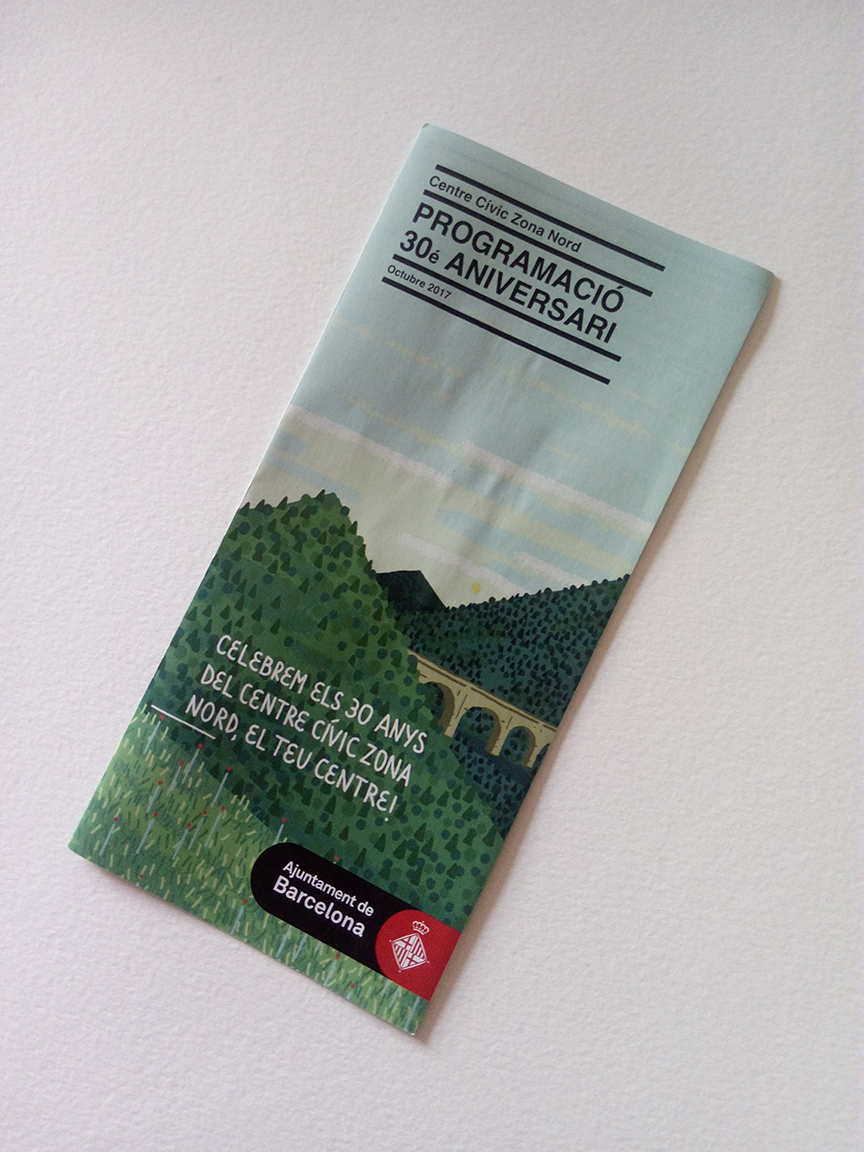 Centre Cívic Zona Nord
PROGRAMACIÓ
30é ANIVERSARI
Octubre 2017
CELEBREM ELS 30 ANYS
DEL CENTRE CÍVIC ZONA
NORD, EL TEU CENTRE!
Ajuntament de
Barcelona